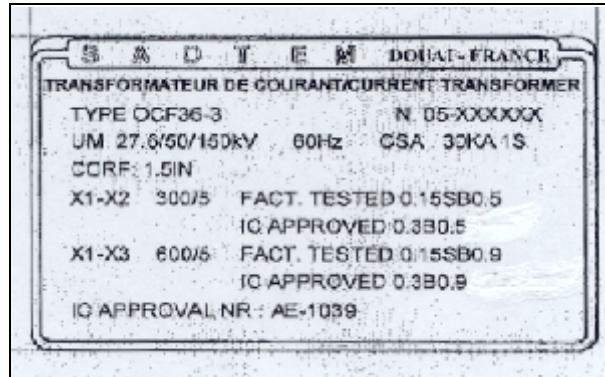 SADTEM DOUAI - FRANCE
TRANSFORMATEUR DE COURANT/CURRENT TRANSFORMER
TYPE OCF36-3 N. 05-XXXXXXX
UM 27.6/50/150kV 60Hz CSA 30KA 1S
CCRF: 1.5IN
X1-X2 300/5 FACT. TESTED 0.15SB0.5
IC APPROVED 0.3B0.5
X1-X3 600/5 FACT. TESTED 0.15SB0.9
IC APPROVED 0.3B0.9
IC APPROVAL NR : AE-1039